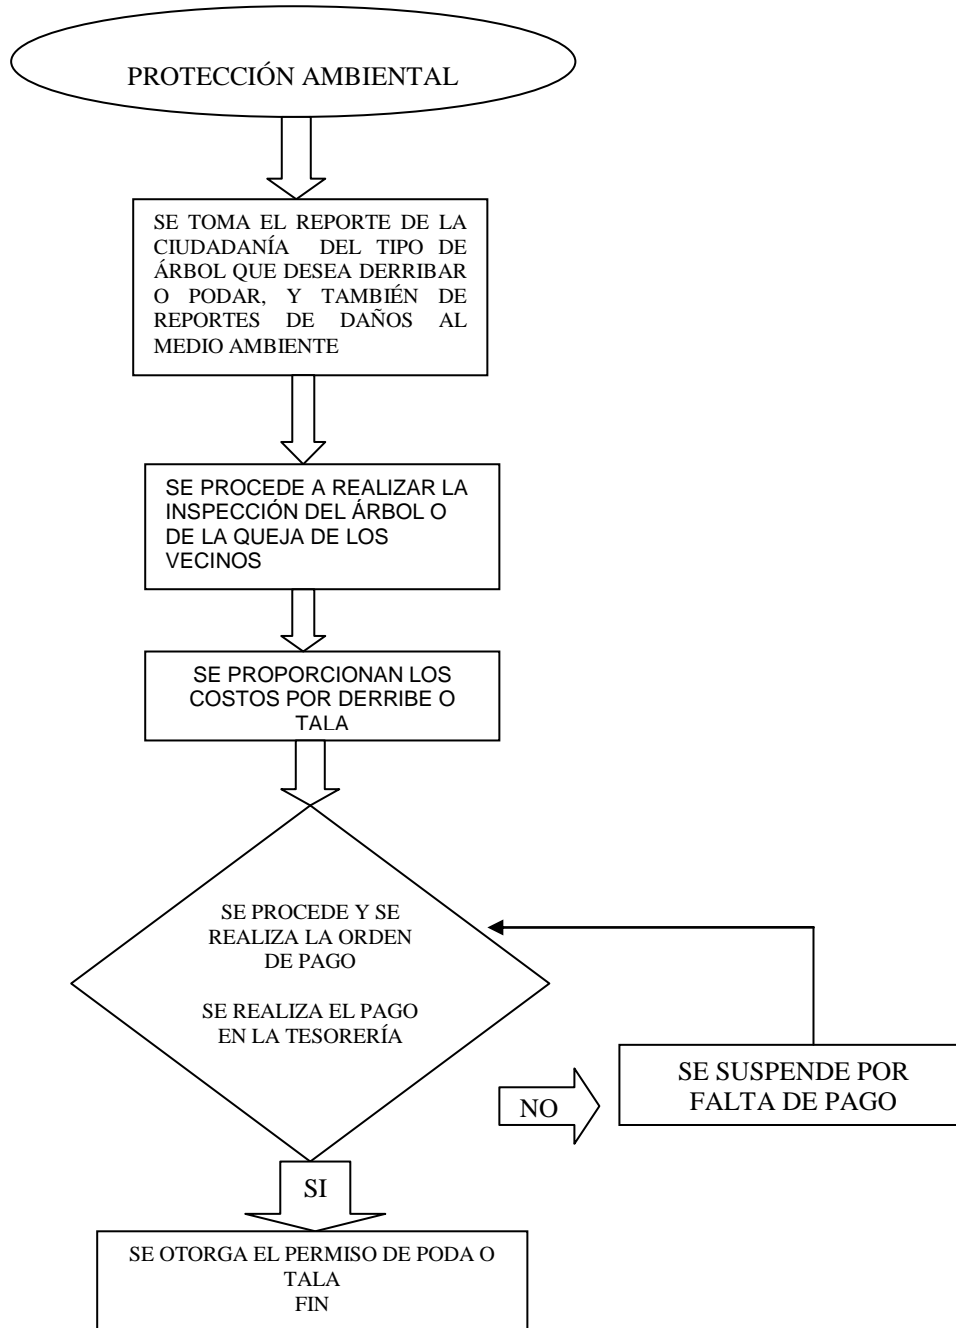 PROTECCIÓN AMBIENTAL
SE TOMA EL REPORTE DE LA
CIUDADANÍA DEL TIPO DE
ÁRBOL QUE DESEA DERRIBAR
O PODAR, Y TAMBIÉN DE
REPORTES DE DAÑOS AL
MEDIO AMBIENTE
SE PROCEDE A REALIZAR LA
INSPECCIÓN DEL ÁRBOL O
DE LA QUEJA DE LOS
VECINOS
SE PROPORCIONAN LOS
COSTOS POR DERRIBE O
TALA
SE PROCEDE Y SE
REALIZA LA ORDEN
DE PAGO
SE REALIZA EL PAGO
EN LA TESORERÍA
NO
SE SUSPENDE POR
FALTA DE PAGO
SI
SE OTORGA EL PERMISO DE PODA O
TALA
FIN